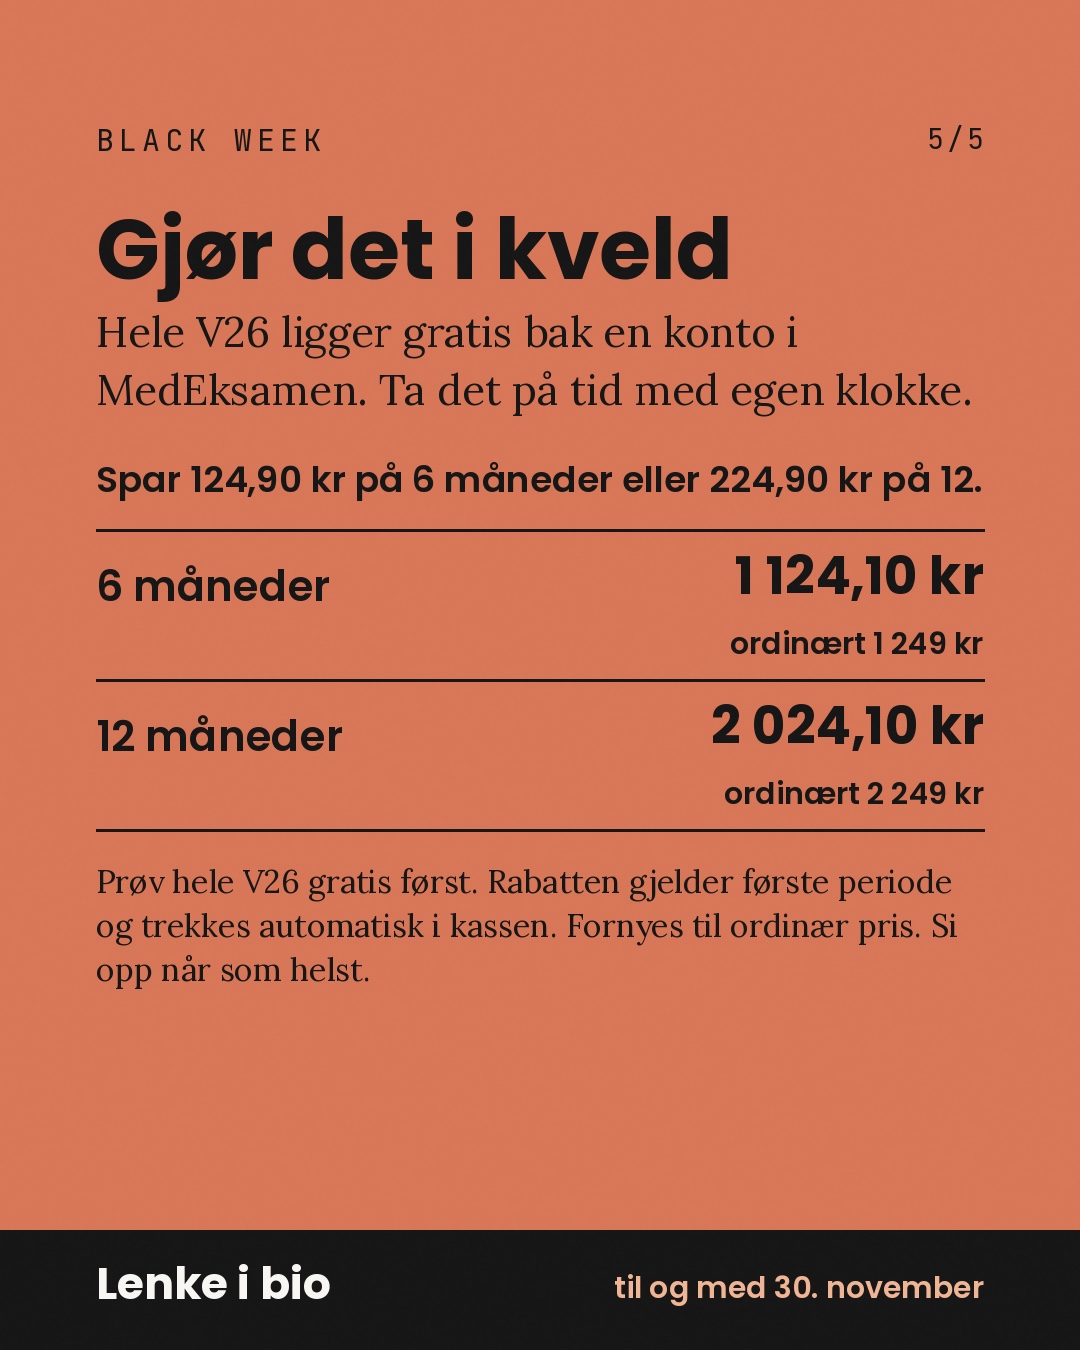 BLACK WEEK
5/5
Gjør det i kveld
Hele V26 ligger gratis bak en konto i
MedEksamen. Ta det på tid med egen klokke.
Spar 124,90 kr på 6 måneder eller 224,90 kr på 12.
6 måneder
1 124,10 kr
ordinært 1 249 kr
12 måneder
2 024,10 kr
ordinært 2 249 kr
Prøv hele V26 gratis først. Rabatten gjelder første periode
og trekkes automatisk i kassen. Fornyes til ordinær pris. Si
opp når som helst.
Lenke i bio
til og med 30. november